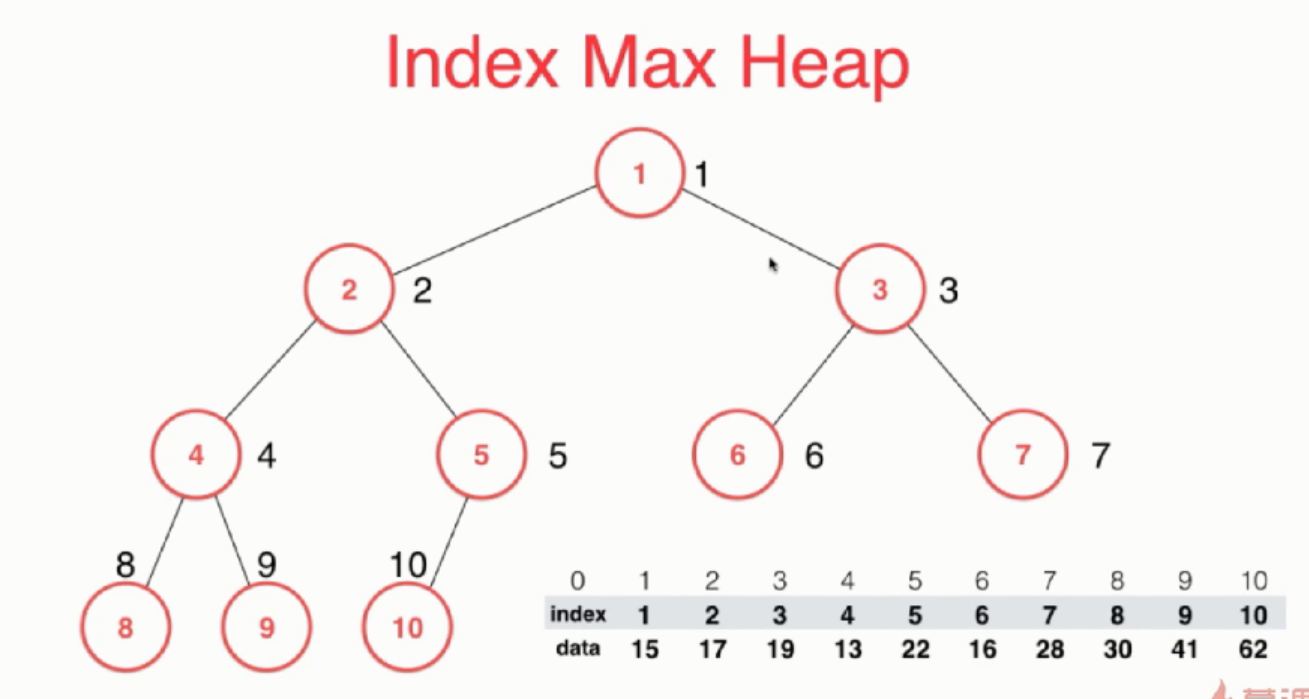 Index Max Heap
1 1
2 2 3 3
4 4 5 5 6 6 7 7
8 9 10
8 9 10
0 1 2 3 4 5 6 7 8 9 10
index 1 2 3 4 5 6 7 8 9 10
data 15 17 19 13 22 16 28 30 41 62